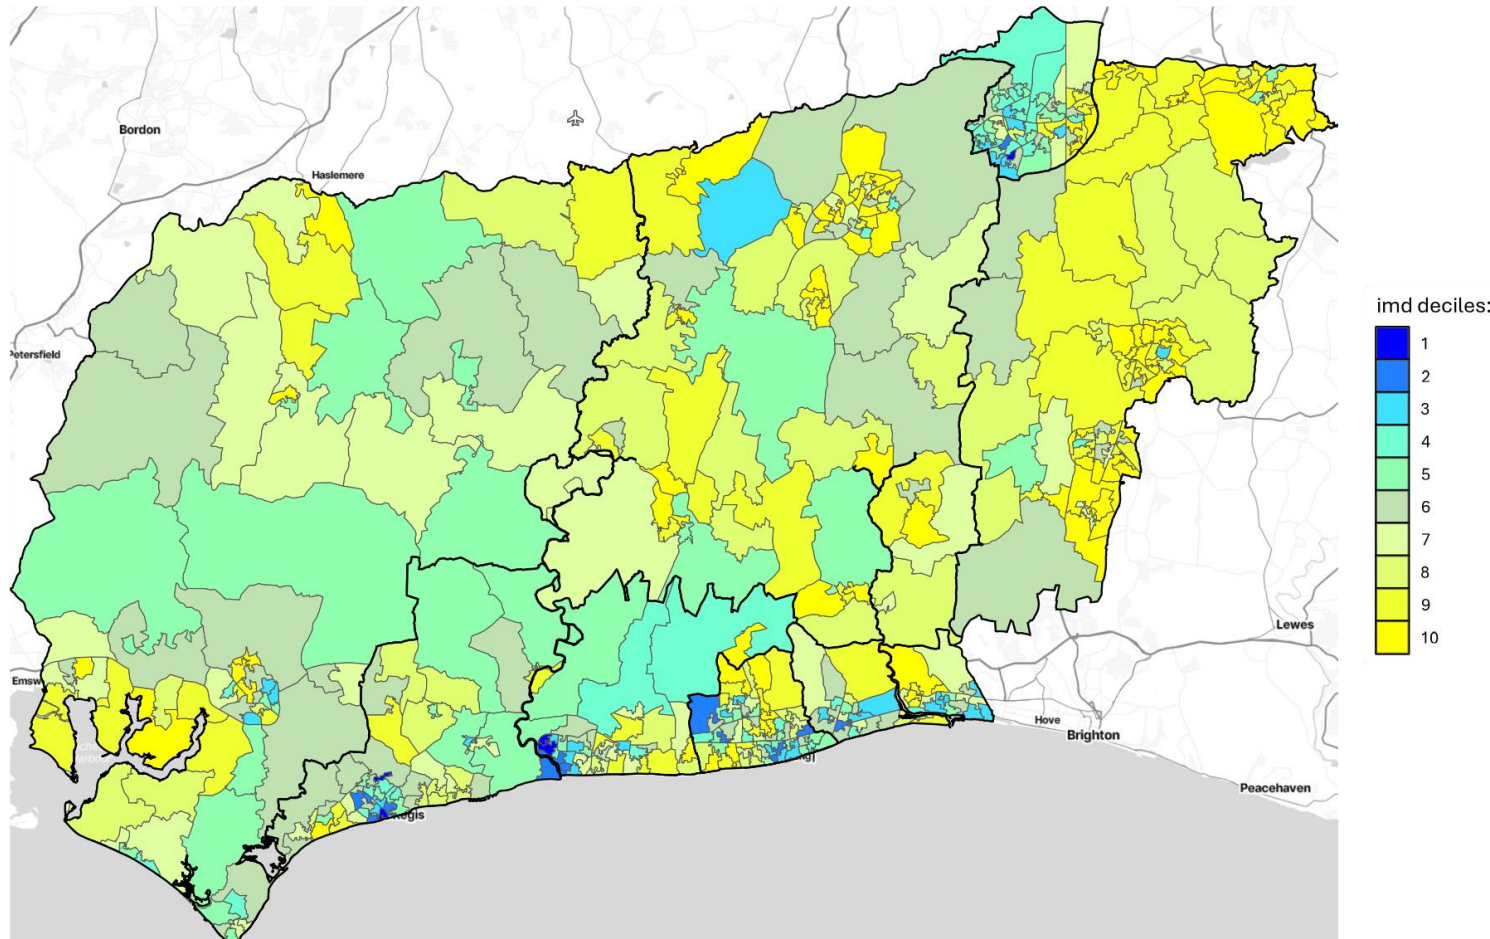 Bordon
Haslemere
imd deciles:
1
2
3
4
5
6
7
8
9
10
Petersfield
Lewes
Emsw
Hove
Brighton
Peacehaven
egis